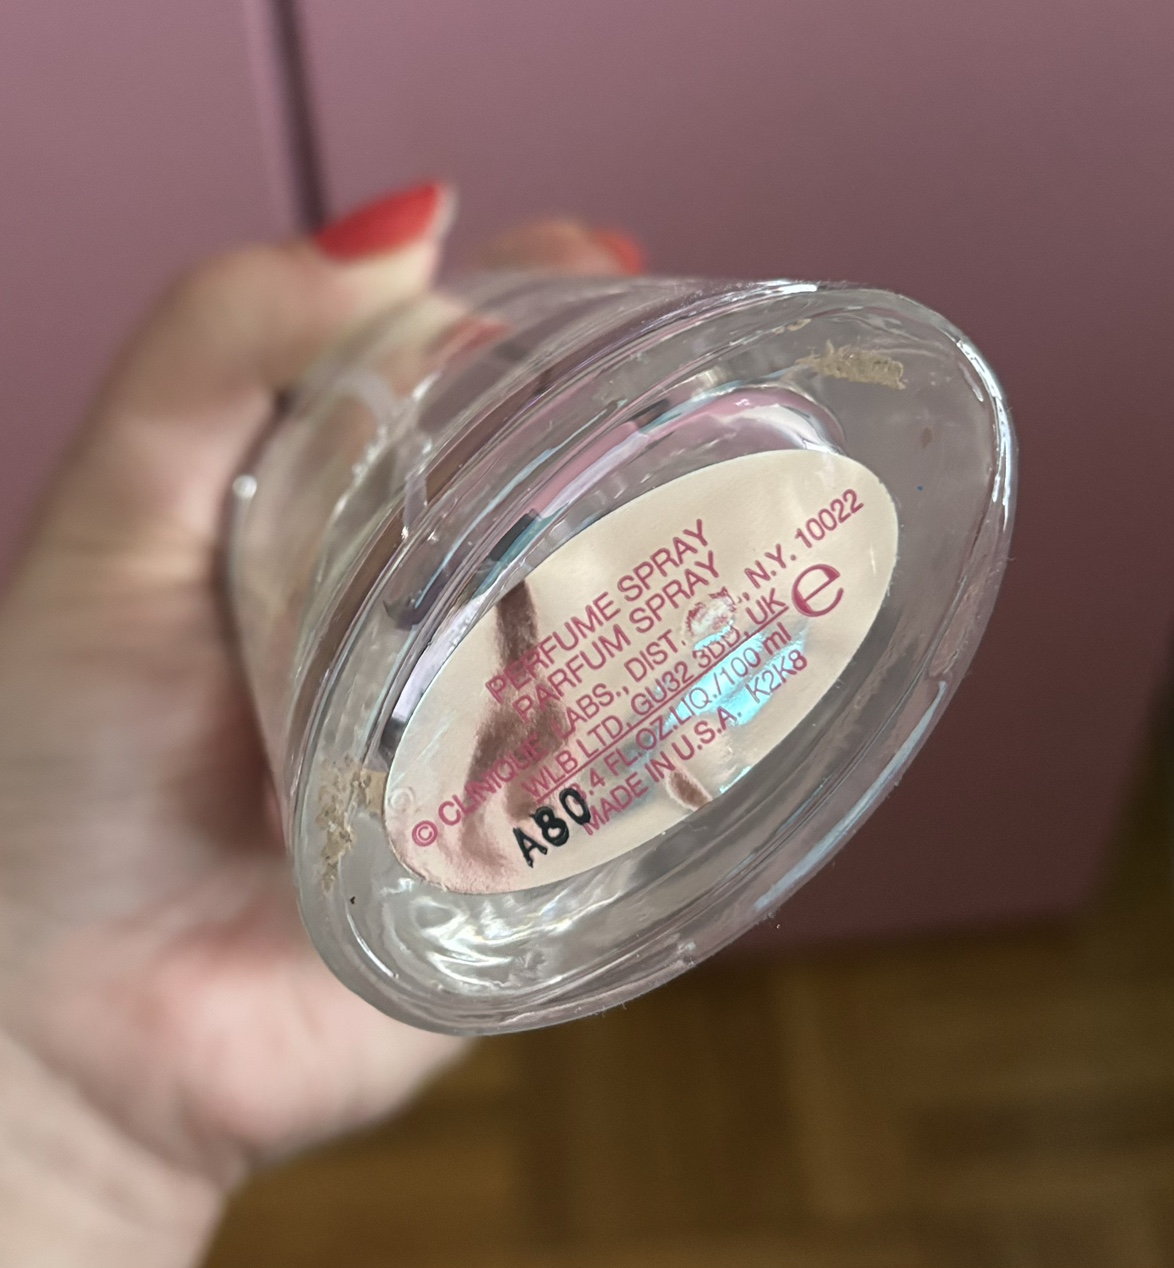 PERFUME SPRAY
PARFUM SPRAY
© CLINIQUE LABS., DIST. N.Y. 10022
WLB LTD, GU32 3DD, UK
.4 FL.OZ.LIQ./100 ml e
MADE IN U.S.A. K2K8
A80